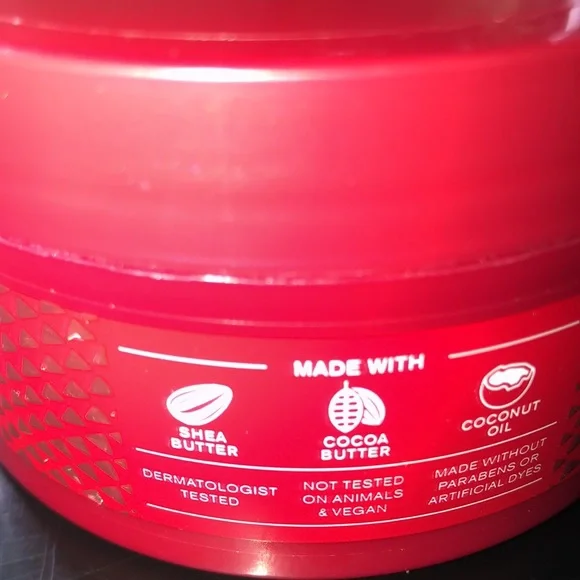 MADE WITH
SHEA
BUTTER
COCOA
BUTTER
COCONUT
OIL
DERMATOLOGIST
TESTED
NOT TESTED
ON ANIMALS
& VEGAN
MADE WITHOUT
PARABENS OR
ARTIFICIAL DYES